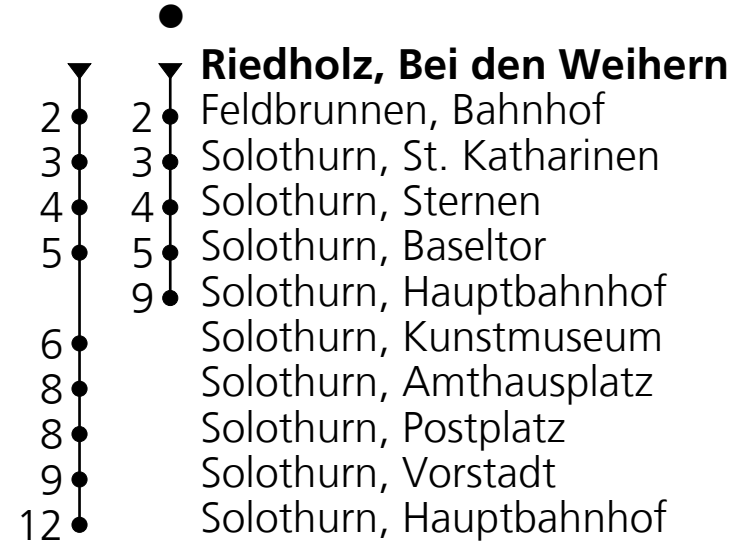 Riedholz, Bei den Weihern
2 2 Feldbrunnen, Bahnhof
3 3 Solothurn, St. Katharinen
4 4 Solothurn, Sternen
5 5 Solothurn, Baseltor
9 Solothurn, Hauptbahnhof
6 Solothurn, Kunstmuseum
8 Solothurn, Amthausplatz
8 Solothurn, Postplatz
9 Solothurn, Vorstadt
12 Solothurn, Hauptbahnhof